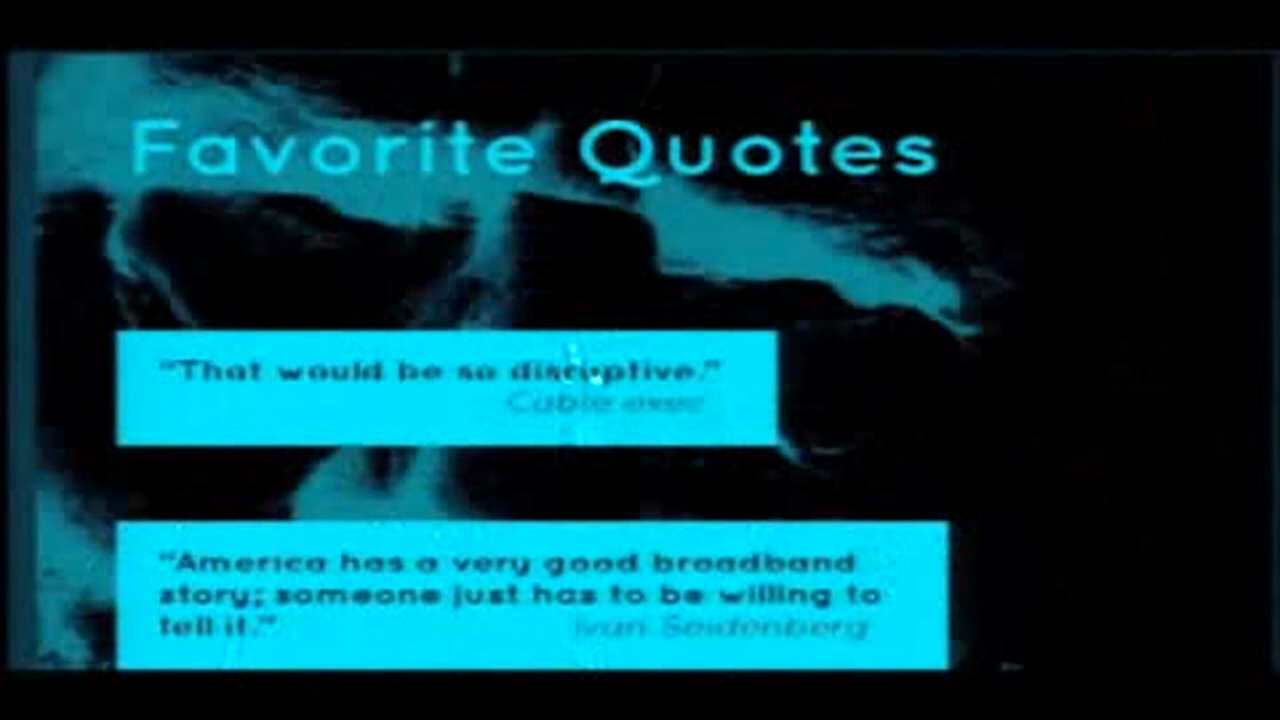 Favorite Quotes
"That would be so disruptive."
Cable exec
"America has a very good broadband
story; someone just has to be willing to
tell it."
Ivan Seidenberg